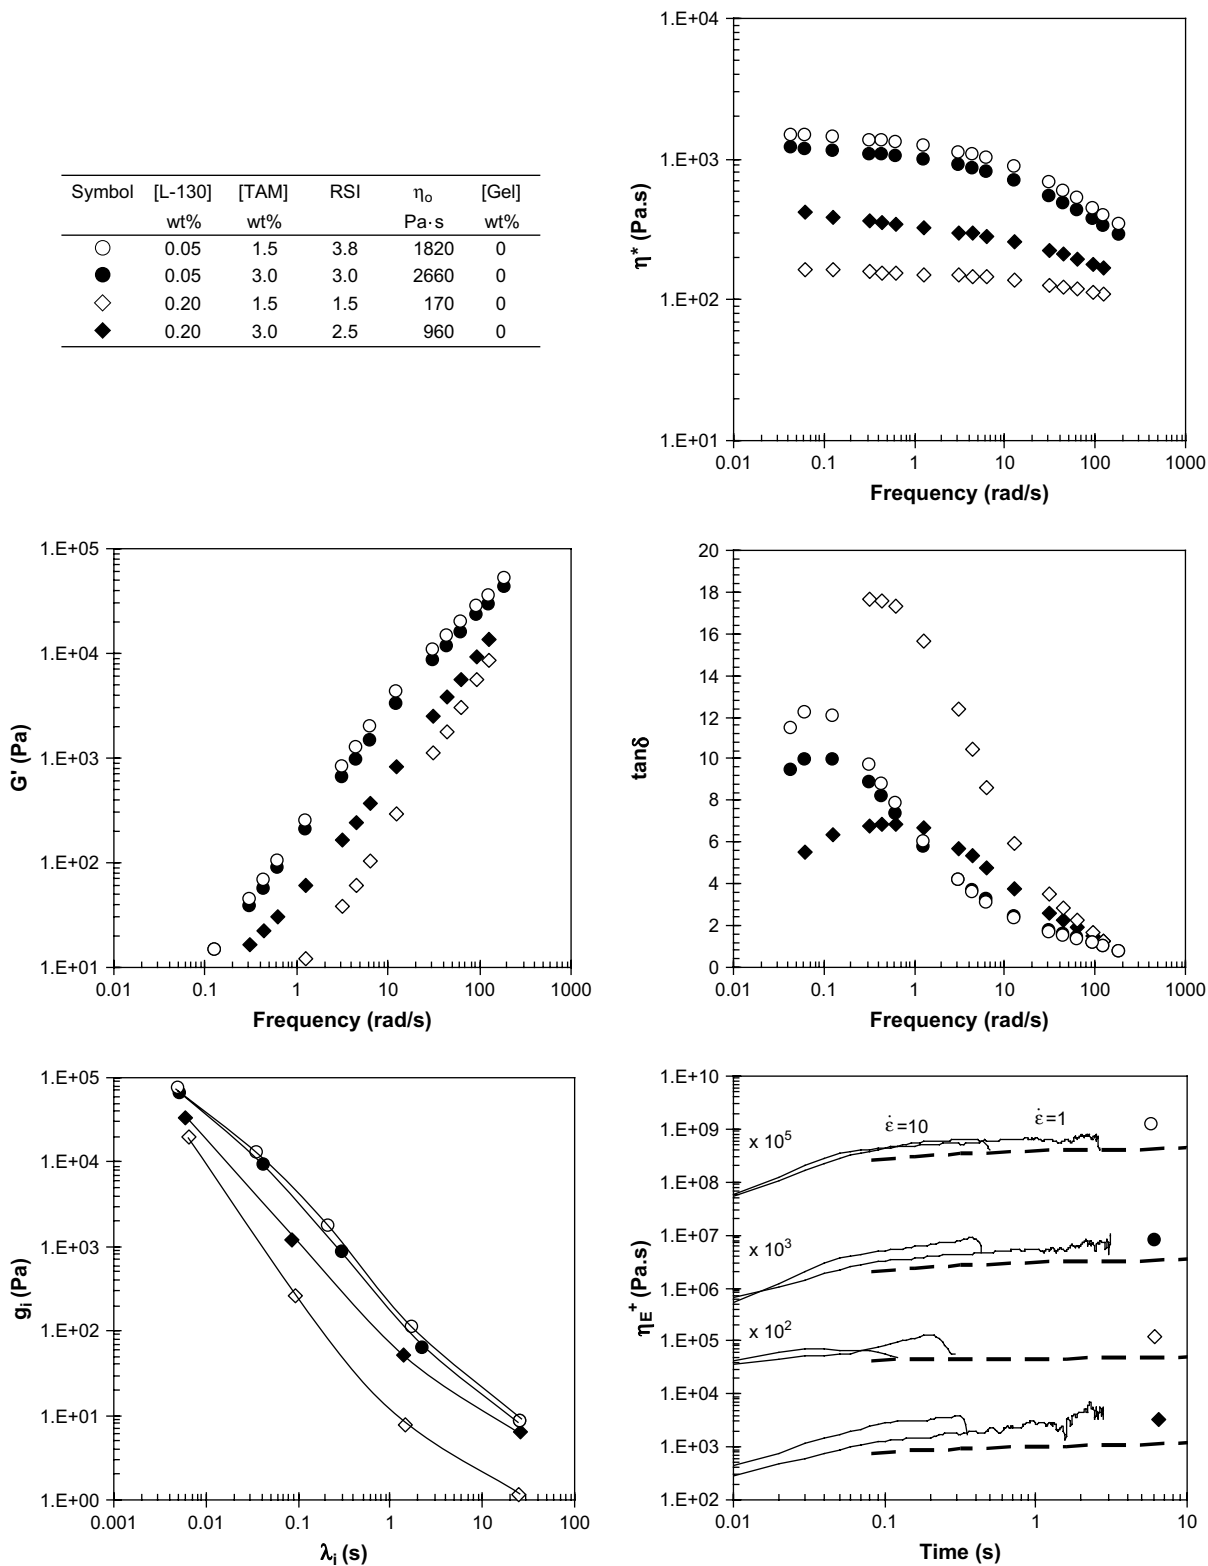 Symbol [L-130] [TAM] RSI ηo [Gel]
wt% wt% Pa·s wt%
○ 0.05 1.5 3.8 1820 0
● 0.05 3.0 3.0 2660 0
◇ 0.20 1.5 1.5 170 0
◆ 0.20 3.0 2.5 960 0
1.E+04
1.E+03
1.E+02
1.E+01
η* (Pa.s)
0.01 0.1 1 10 100 1000
Frequency (rad/s)
1.E+05
1.E+04
1.E+03
1.E+02
1.E+01
G' (Pa)
0.1 1 10 100 1000
Frequency (rad/s)
20
18
16
14
12
10
8
6
4
2
0
tanδ
0.01 0.1 1 10 100 1000
Frequency (rad/s)
1.E+05
1.E+04
1.E+03
1.E+02
1.E+01
1.E+00
gi (Pa)
0.001 0.01 0.1 1 10 100
λi (s)
1.E+10
1.E+09
1.E+08
1.E+07
1.E+06
1.E+05
1.E+04
1.E+03
1.E+02
ηE+ (Pa.s)
ε̇=10 ε̇=1
x 10^5
x 10^3
x 10^2
0.01 0.1 1 10
Time (s)